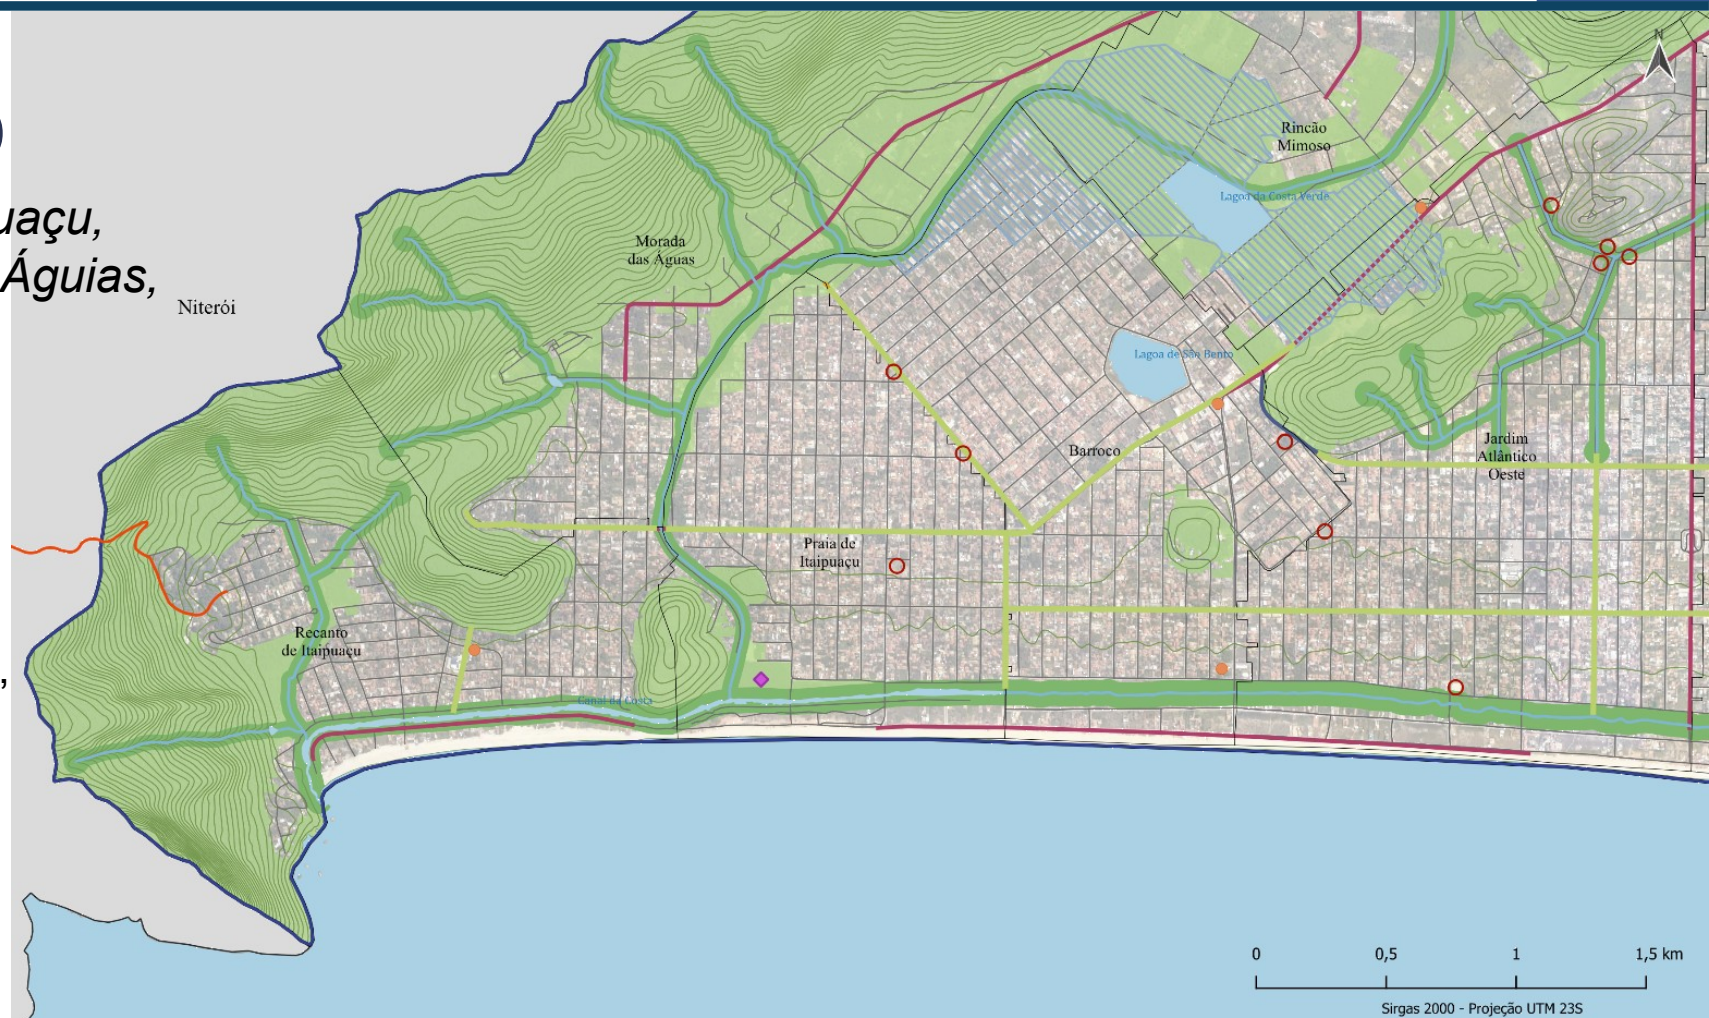 )
N
Rincão
Mimoso
Lagoa da Costa Verde
uaçu,
Morada
das Águas
Águias,
Niterói
Lagoa de São Bento
Barroco
Jardim
Atlântico
Oeste
Praia de
Itaipuaçu
Recanto
de Itaipuaçu
,
Canal da Costa
0 0,5 1 1,5 km
Sirgas 2000 - Projeção UTM 23S